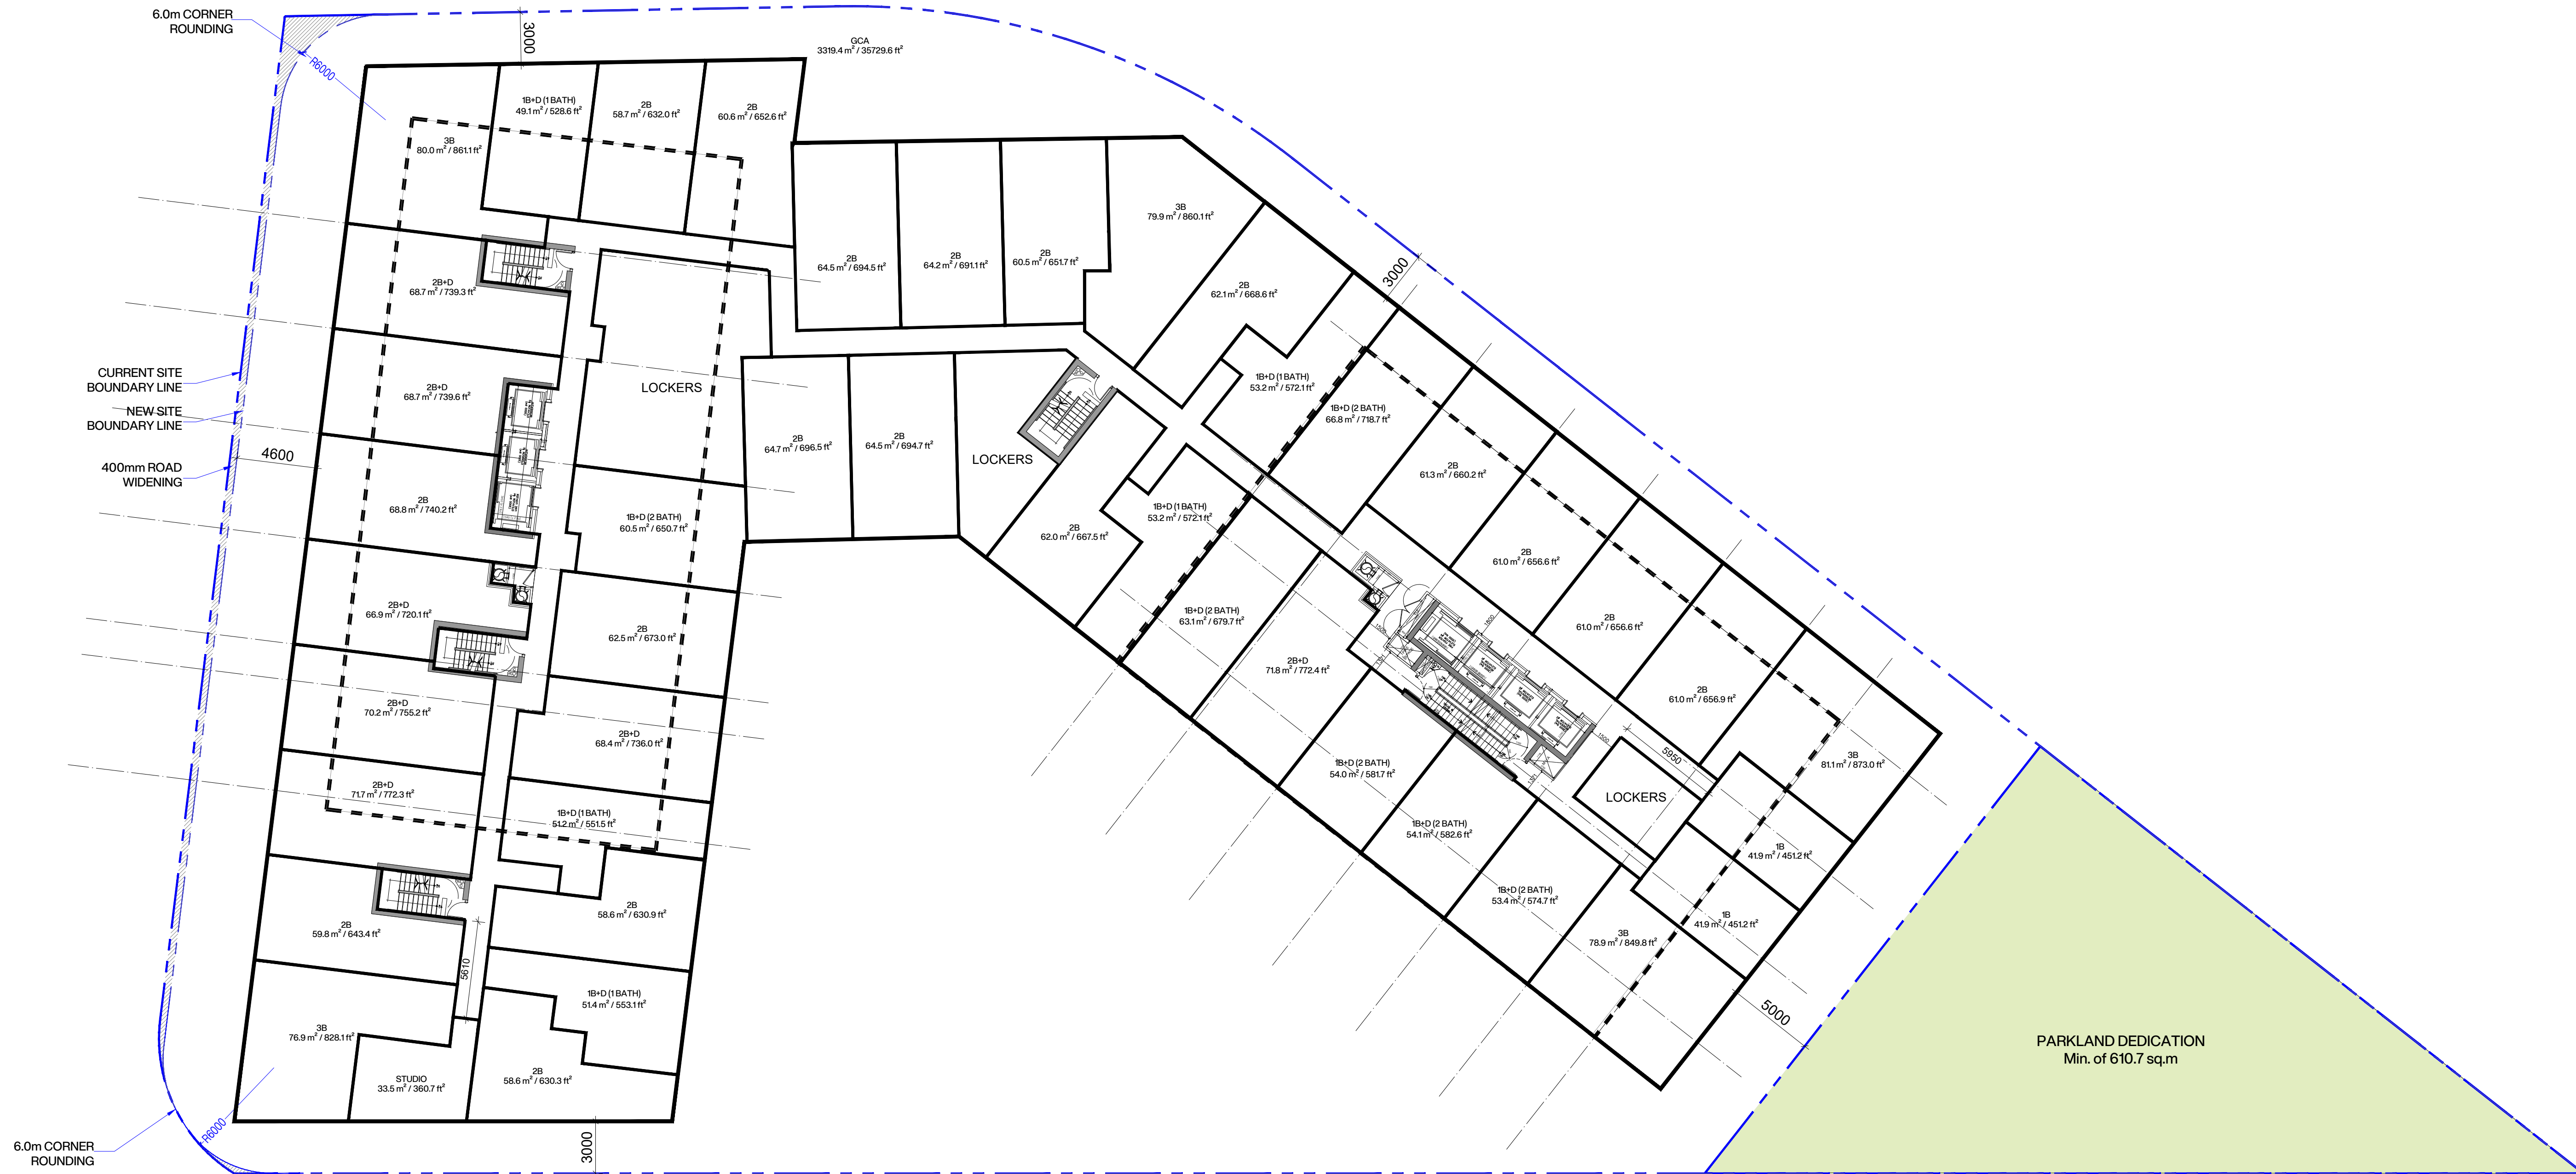 6.0m CORNER
ROUNDING
R6000
3000
GCA
3319.4 m² / 35729.6 ft²
1B+D (1 BATH)
49.1 m² / 528.6 ft²
2B
58.7 m² / 632.0 ft²
2B
60.6 m² / 652.6 ft²
3B
80.0 m² / 861.1 ft²
2B
64.5 m² / 694.5 ft²
2B
64.2 m² / 691.1 ft²
2B
60.5 m² / 651.7 ft²
3B
79.9 m² / 860.1 ft²
2B
62.1 m² / 668.6 ft²
3000
2B+D
68.7 m² / 739.3 ft²
CURRENT SITE
BOUNDARY LINE
NEW SITE
BOUNDARY LINE
400mm ROAD
WIDENING
4600
2B+D
68.7 m² / 739.6 ft²
LOCKERS
1B+D (1 BATH)
53.2 m² / 572.1 ft²
1B+D (2 BATH)
66.8 m² / 718.7 ft²
2B
64.7 m² / 696.5 ft²
2B
64.5 m² / 694.7 ft²
LOCKERS
2B
61.3 m² / 660.2 ft²
2B
68.8 m² / 740.2 ft²
1B+D (2 BATH)
60.5 m² / 650.7 ft²
2B
62.0 m² / 667.5 ft²
1B+D (1 BATH)
53.2 m² / 572.1 ft²
2B
61.0 m² / 656.6 ft²
2B+D
66.9 m² / 720.1 ft²
2B
62.5 m² / 673.0 ft²
1B+D (2 BATH)
63.1 m² / 679.7 ft²
2B
61.0 m² / 656.6 ft²
1500
1800
2B+D
71.8 m² / 772.4 ft²
2B
61.0 m² / 656.9 ft²
2B+D
70.2 m² / 755.2 ft²
2B+D
68.4 m² / 736.0 ft²
1500
5950
3B
81.1 m² / 873.0 ft²
1B+D (2 BATH)
54.0 m² / 581.7 ft²
LOCKERS
2B+D
71.7 m² / 772.3 ft²
1B+D (1 BATH)
51.2 m² / 551.5 ft²
1B+D (2 BATH)
54.1 m² / 582.6 ft²
1B
41.9 m² / 451.2 ft²
2B
59.8 m² / 643.4 ft²
2B
58.6 m² / 630.9 ft²
1B+D (2 BATH)
53.4 m² / 574.7 ft²
1B
41.9 m² / 451.2 ft²
3B
78.9 m² / 849.8 ft²
5610
1B+D (1 BATH)
51.4 m² / 553.1 ft²
5000
3B
76.9 m² / 828.1 ft²
STUDIO
33.5 m² / 360.7 ft²
2B
58.6 m² / 630.3 ft²
PARKLAND DEDICATION
Min. of 610.7 sq.m
R6000
6.0m CORNER
ROUNDING
3000